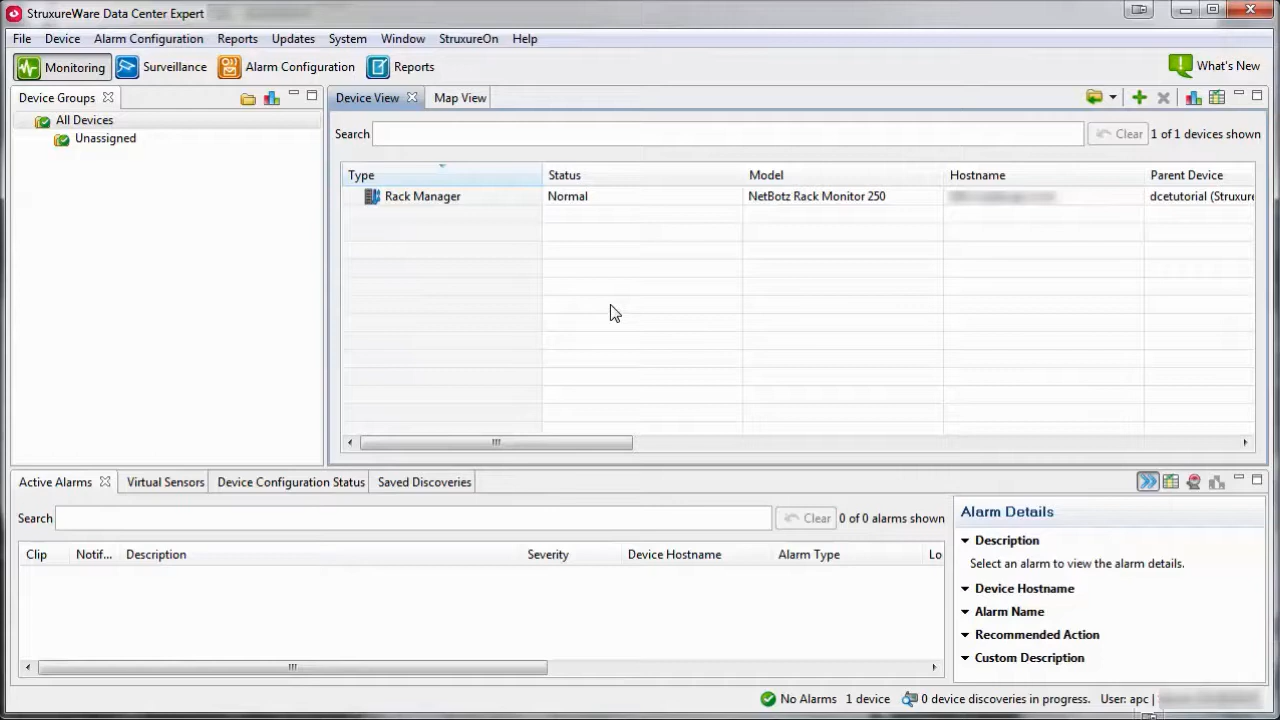 StruxureWare Data Center Expert
File Device Alarm Configuration Reports Updates System Window StruxureOn Help
Monitoring Surveillance Alarm Configuration Reports What's New
Device Groups
All Devices
Unassigned
Device View Map View
Search Clear 1 of 1 devices shown
Type Status Model Hostname Parent Device
Rack Manager Normal NetBotz Rack Monitor 250 dcetutorial (Struxure
Active Alarms Virtual Sensors Device Configuration Status Saved Discoveries
Search Clear 0 of 0 alarms shown
Clip Notif... Description Severity Device Hostname Alarm Type Lo
Alarm Details
Description
Select an alarm to view the alarm details.
Device Hostname
Alarm Name
Recommended Action
Custom Description
No Alarms 1 device 0 device discoveries in progress. User: apc |